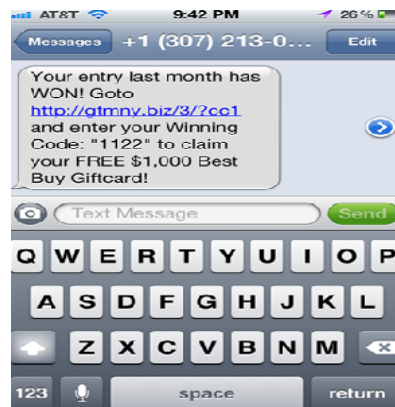 AT&T 9:42 PM 26%
Messages +1 (307) 213-0... Edit
Your entry last month has
WON! Goto
http://gtmny.biz/3/?cc1
and enter your Winning
Code: "1122" to claim
your FREE $1,000 Best
Buy Giftcard!
Text Message Send
Q W E R T Y U I O P
A S D F G H J K L
Z X C V B N M
123 space return